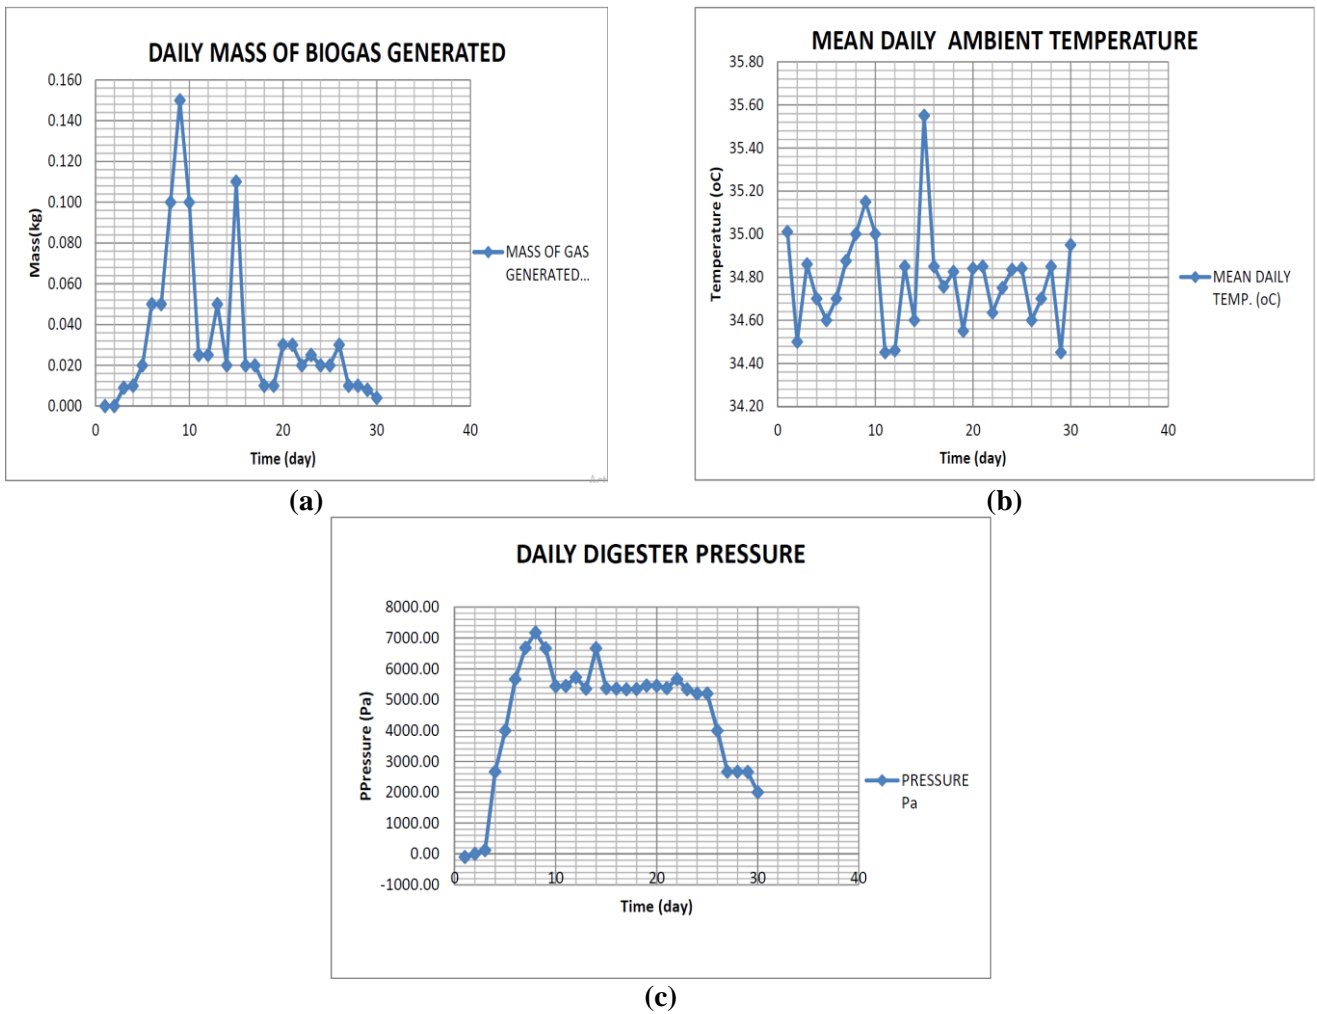 DAILY MASS OF BIOGAS GENERATED
0.160
0.140
0.120
0.100
0.080
0.060
0.040
0.020
0.000
Mass(kg)
0 10 20 30 40
Time (day)
MASS OF GAS
GENERATED...
(a)
MEAN DAILY AMBIENT TEMPERATURE
35.80
35.60
35.40
35.20
35.00
34.80
34.60
34.40
34.20
Temperature (oC)
0 10 20 30 40
Time (day)
MEAN DAILY
TEMP. (oC)
(b)
DAILY DIGESTER PRESSURE
8000.00
7000.00
6000.00
5000.00
4000.00
3000.00
2000.00
1000.00
0.00
-1000.00
PPressure (Pa)
0 10 20 30 40
Time (day)
PRESSURE
Pa
(c)